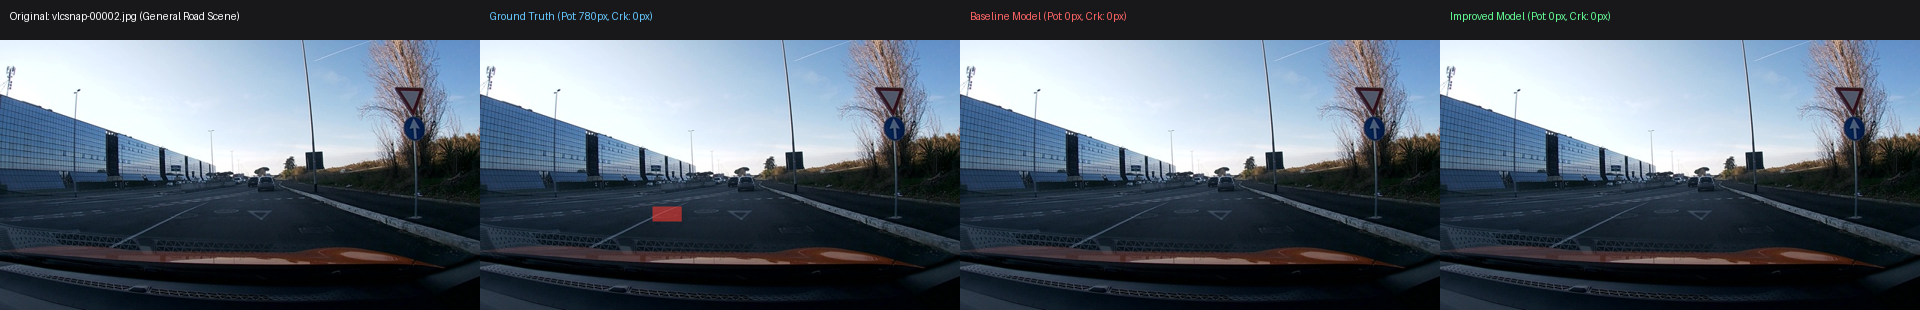 Original: vlcsnap-00002.jpg (General Road Scene)
Ground Truth (Pot: 780px, Crk: 0px)
Baseline Model (Pot: 0px, Crk: 0px)
Improved Model (Pot: 0px, Crk: 0px)